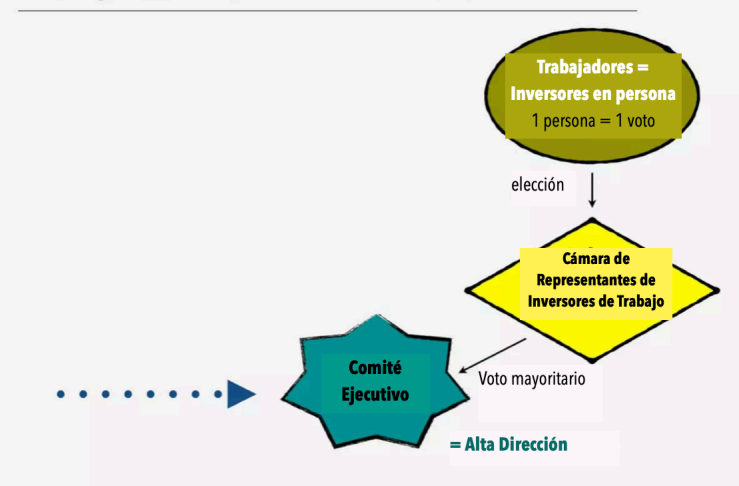 Trabajadores =
Inversores en persona
1 persona = 1 voto
elección
Cámara de
Representantes de
Inversores de Trabajo
Comité
Ejecutivo
Voto mayoritario
= Alta Dirección